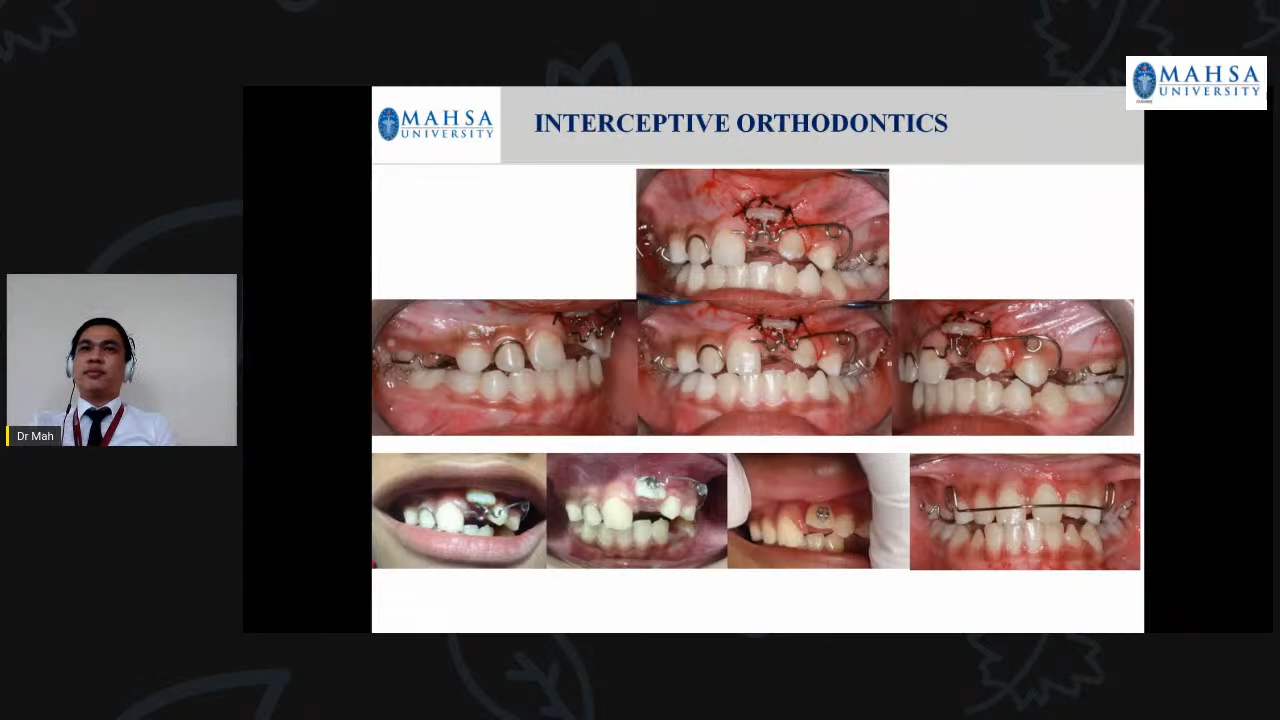 MAHSA
UNIVERSITY
MAHSA
UNIVERSITY
INTERCEPTIVE ORTHODONTICS
Dr Mah